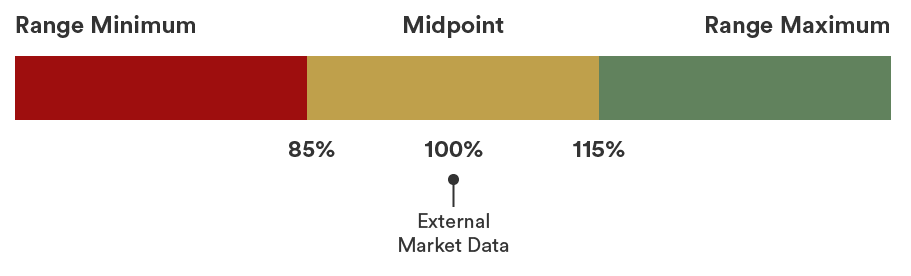 Range Minimum
Midpoint
Range Maximum
85%
100%
115%
External
Market Data